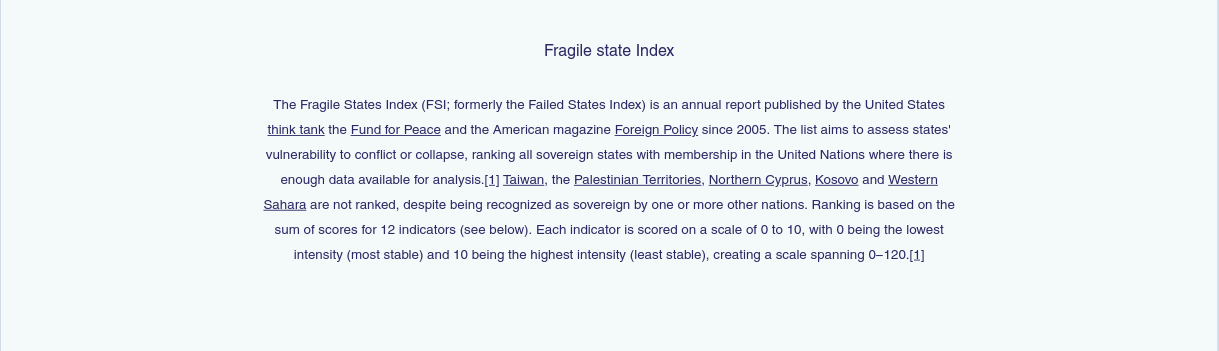 Fragile state Index
The Fragile States Index (FSI; formerly the Failed States Index) is an annual report published by the United States
think tank the Fund for Peace and the American magazine Foreign Policy since 2005. The list aims to assess states'
vulnerability to conflict or collapse, ranking all sovereign states with membership in the United Nations where there is
enough data available for analysis.[1] Taiwan, the Palestinian Territories, Northern Cyprus, Kosovo and Western
Sahara are not ranked, despite being recognized as sovereign by one or more other nations. Ranking is based on the
sum of scores for 12 indicators (see below). Each indicator is scored on a scale of 0 to 10, with 0 being the lowest
intensity (most stable) and 10 being the highest intensity (least stable), creating a scale spanning 0–120.[1]